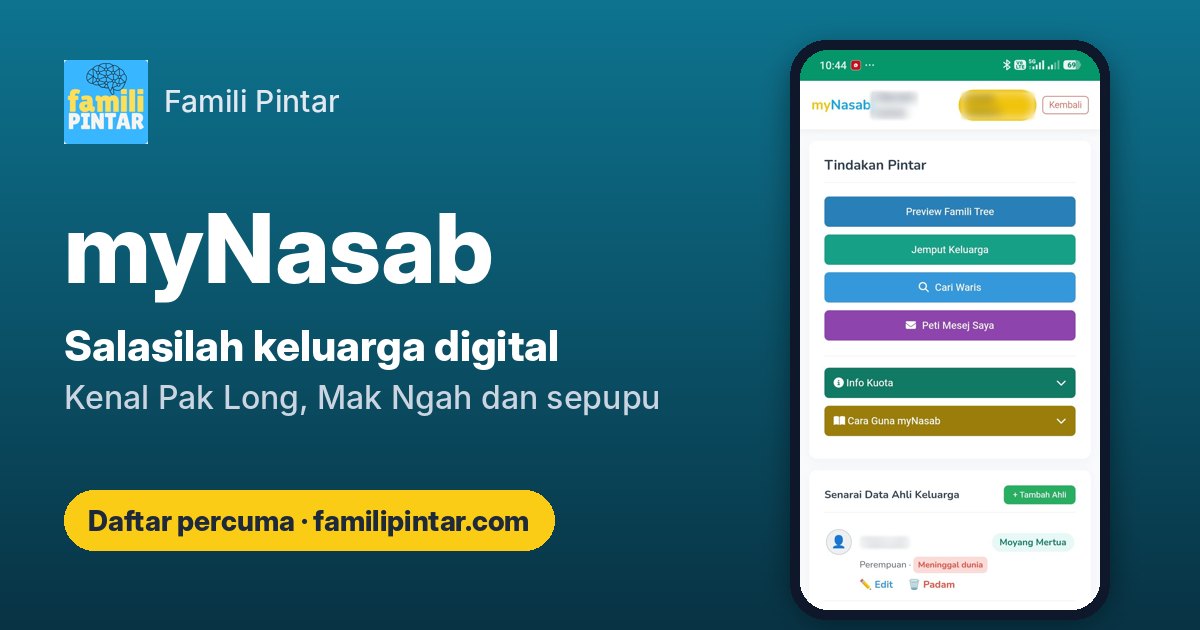 famili
PINTAR
Famili Pintar
myNasab
Salasilah keluarga digital
Kenal Pak Long, Mak Ngah dan sepupu
Daftar percuma · familipintar.com
10:44
69
myNasab
Kembali
Tindakan Pintar
Preview Famili Tree
Jemput Keluarga
Cari Waris
Peti Mesej Saya
Info Kuota
Cara Guna myNasab
Senarai Data Ahli Keluarga
+ Tambah Ahli
Moyang Mertua
Perempuan · Meninggal dunia
Edit Padam